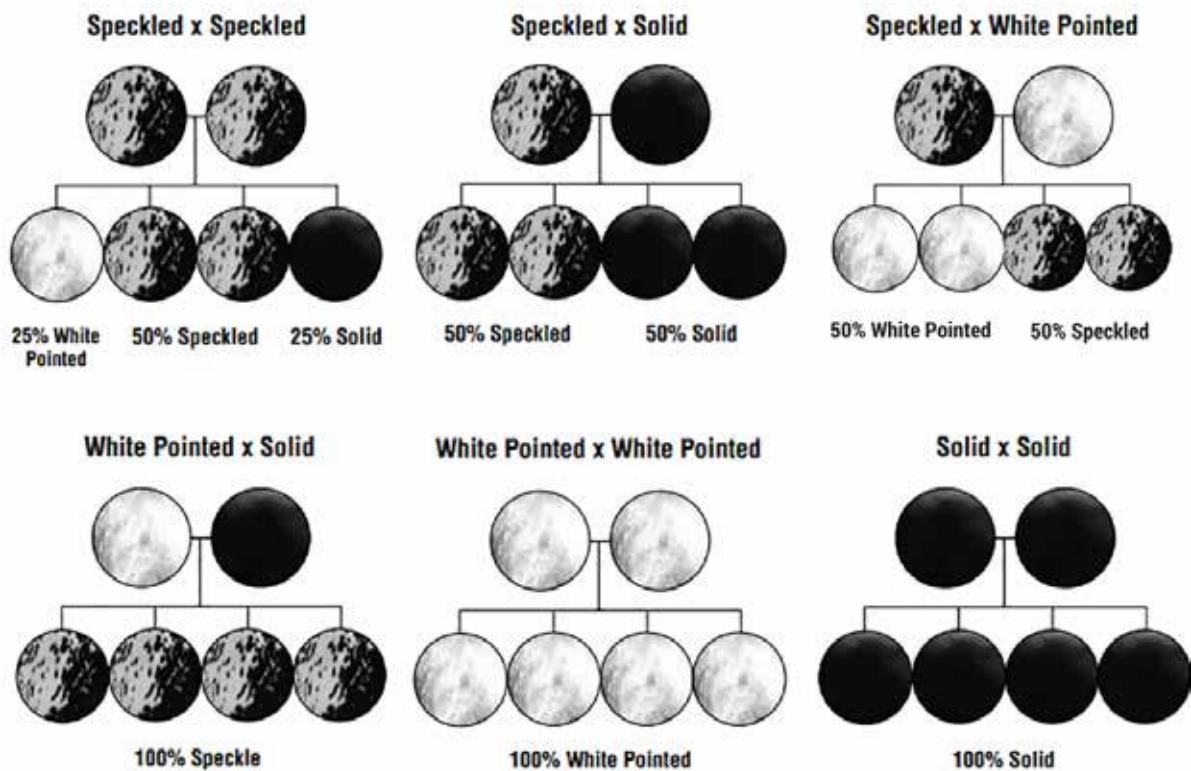 Speckled x Speckled
Speckled x Solid
Speckled x White Pointed
25% White
Pointed
50% Speckled
25% Solid
50% Speckled
50% Solid
50% White Pointed
50% Speckled
White Pointed x Solid
White Pointed x White Pointed
Solid x Solid
100% Speckle
100% White Pointed
100% Solid